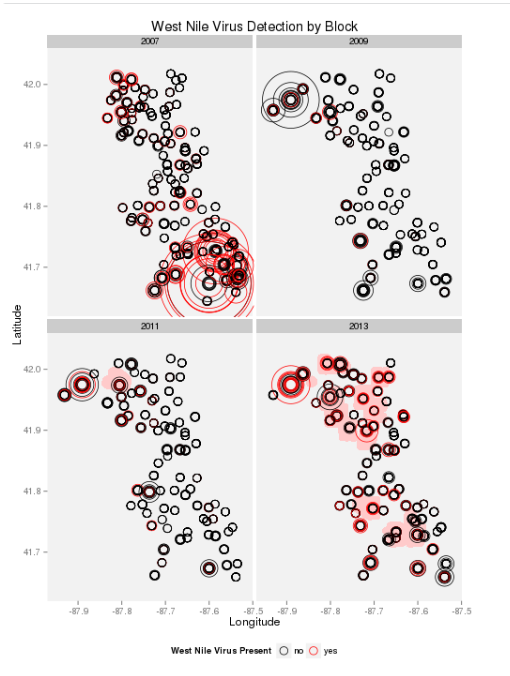 West Nile Virus Detection by Block
2007
2009
42.0
41.9
41.8
41.7
2011
2013
42.0
41.9
41.8
41.7
Latitude
-87.9 -87.8 -87.7 -87.6 -87.5 -87.9 -87.8 -87.7 -87.6 -87.5
Longitude
West Nile Virus Present no yes